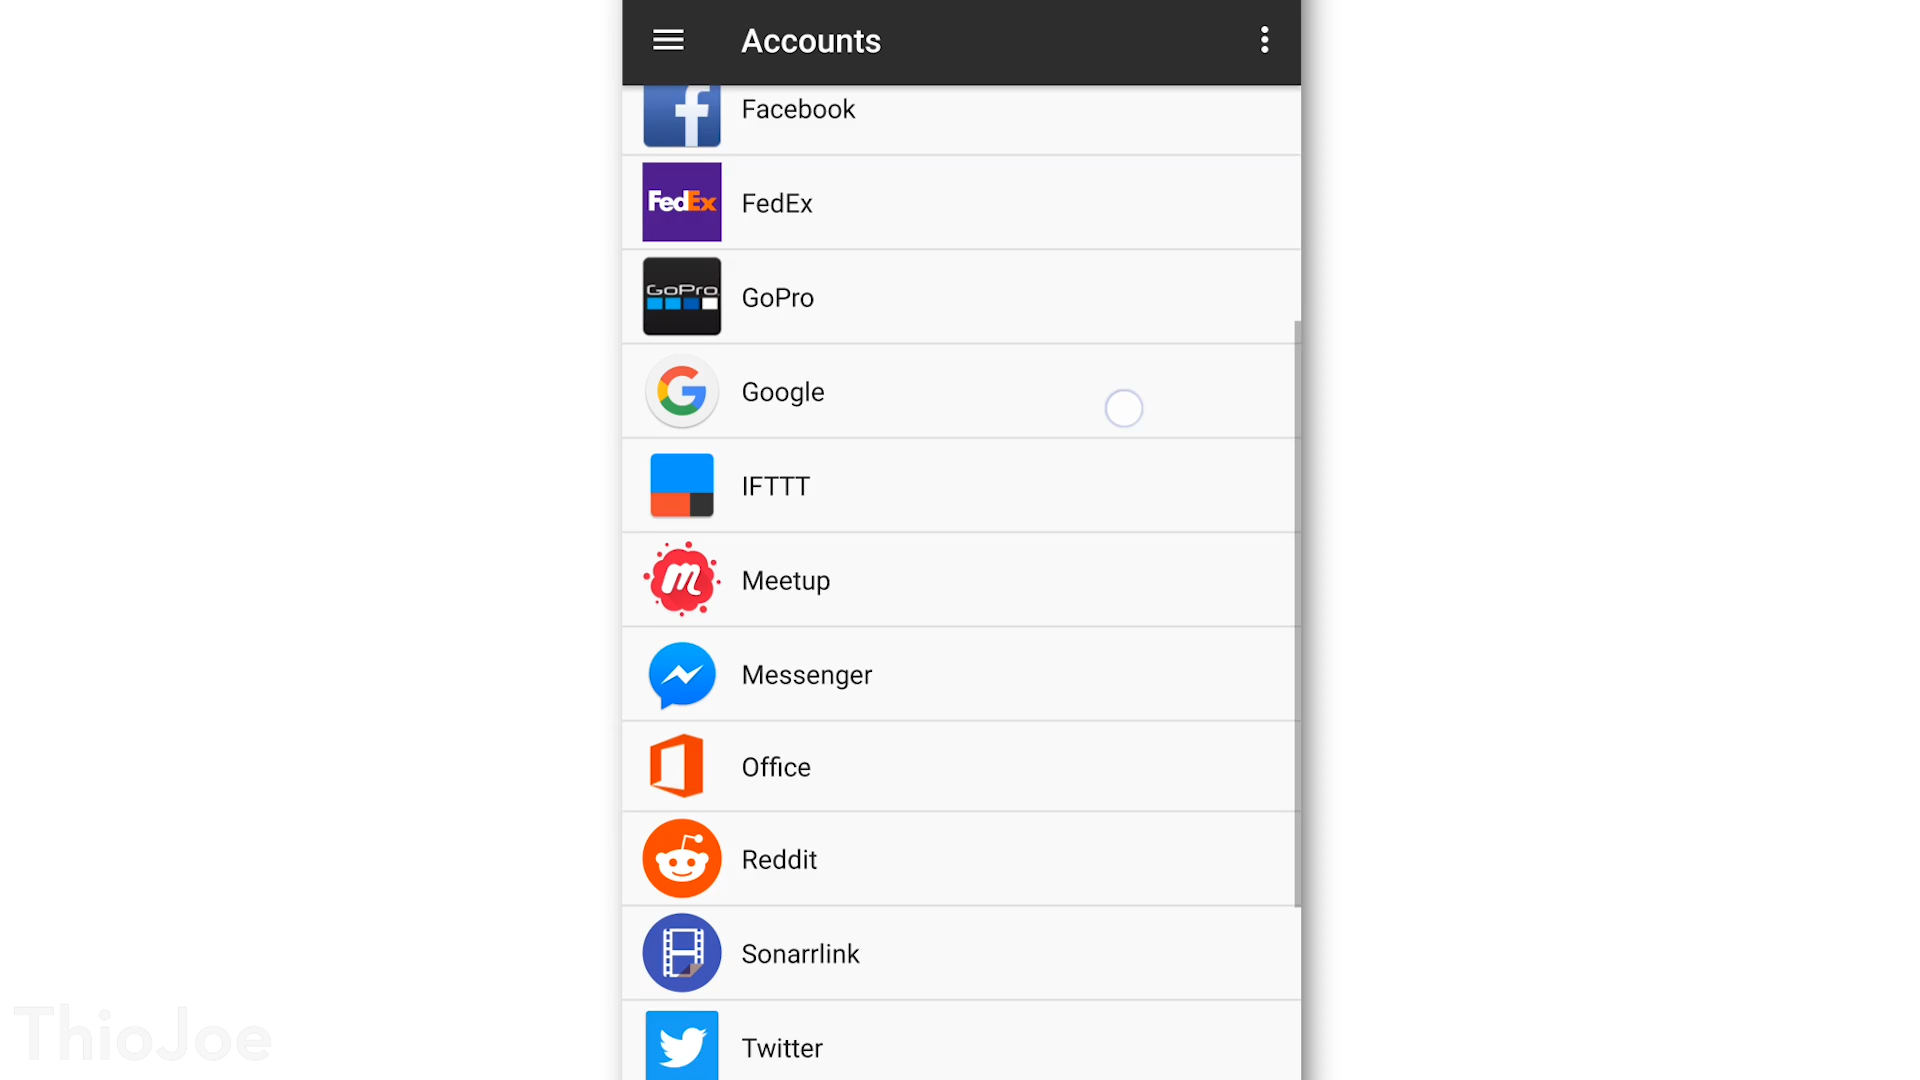 Accounts
Facebook
FedEx
FedEx
GoPro
GoPro
Google
IFTTT
Meetup
Messenger
Office
Reddit
Sonarrlink
Twitter
ThioJoe